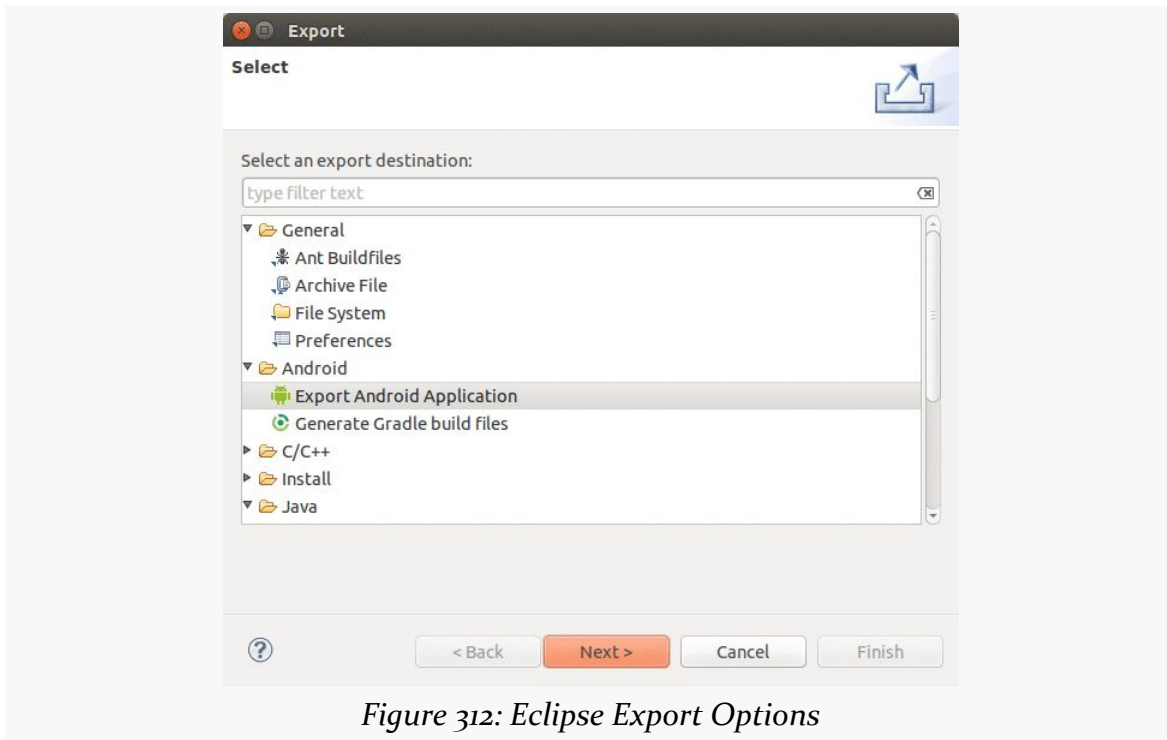 Export
Select
Select an export destination:
type filter text
General
Ant Buildfiles
Archive File
File System
Preferences
Android
Export Android Application
Generate Gradle build files
C/C++
Install
Java
< Back
Next >
Cancel
Finish
Figure 312: Eclipse Export Options